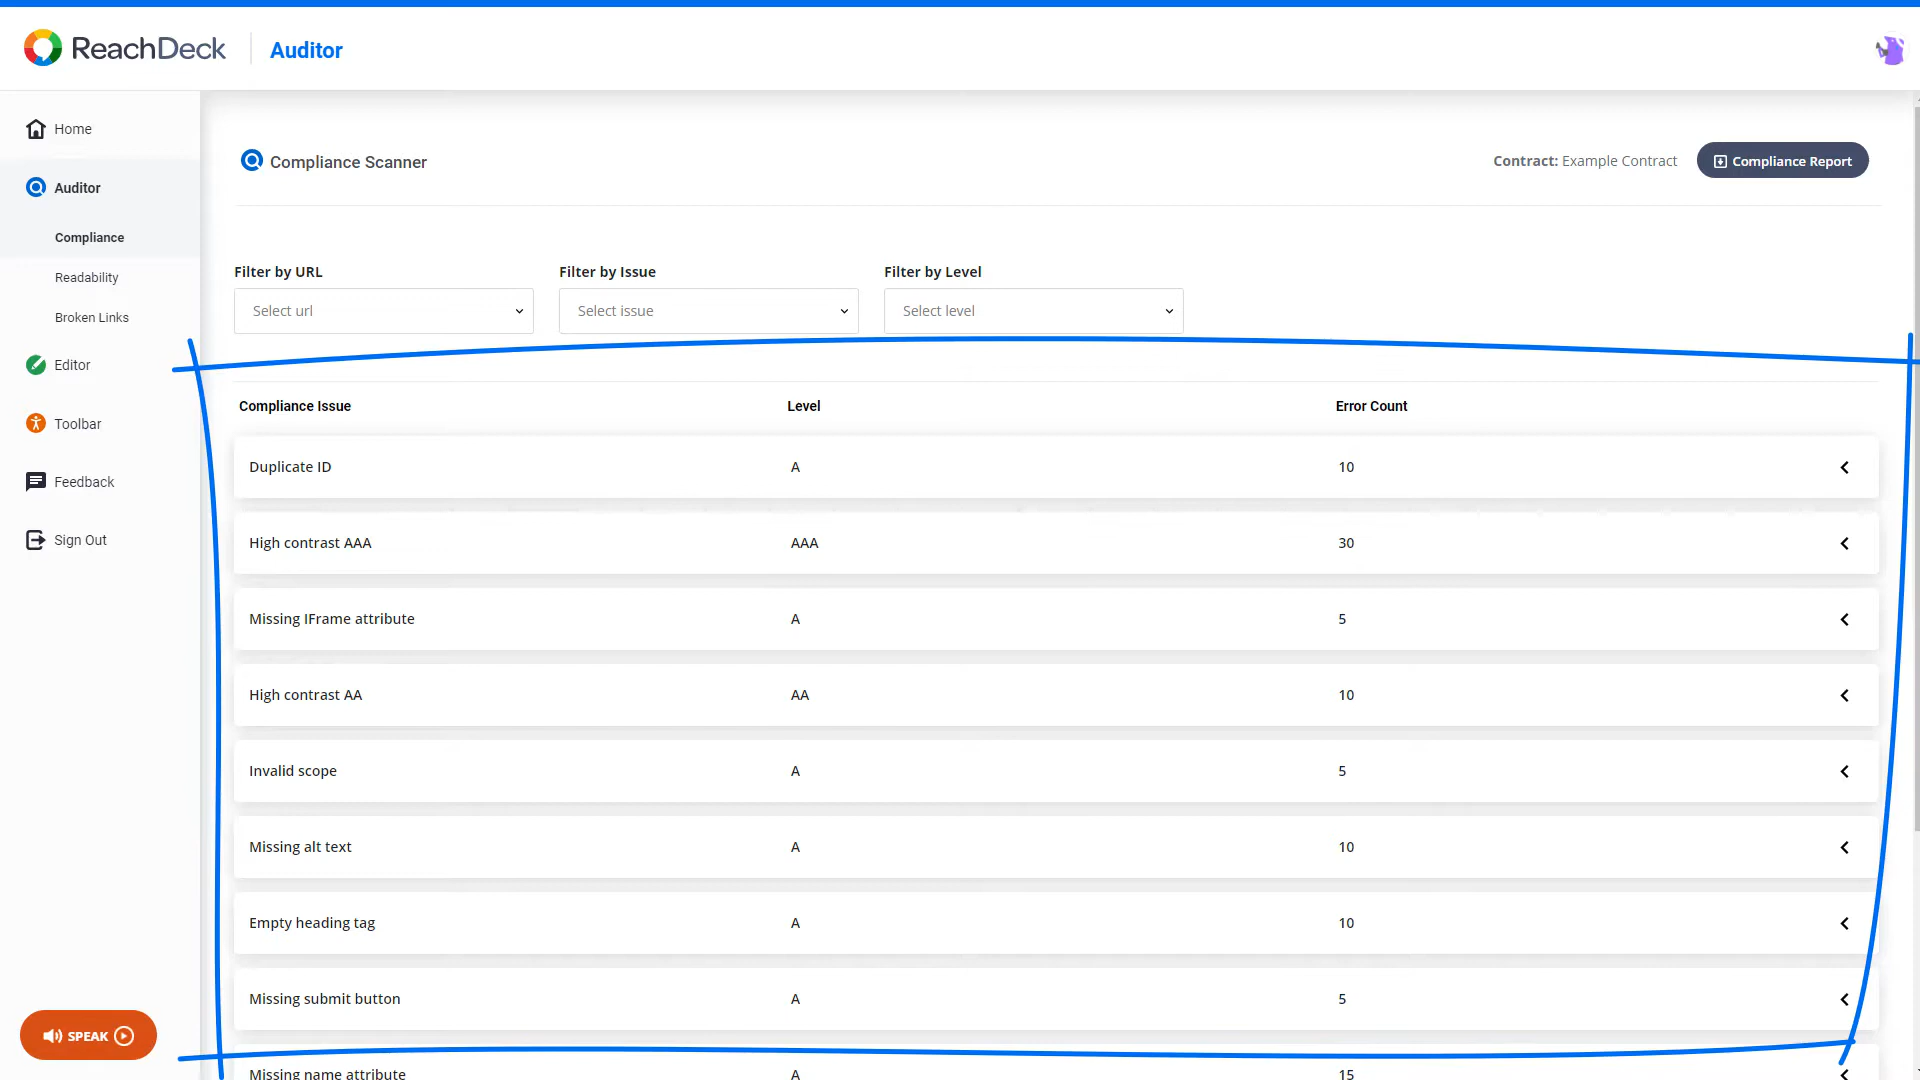 ReachDeck
Auditor
Home
Auditor
Compliance
Readability
Broken Links
Editor
Toolbar
Feedback
Sign Out
SPEAK
Compliance Scanner
Contract: Example Contract
Compliance Report
Filter by URL Filter by Issue Filter by Level
Select url Select issue Select level
Compliance Issue Level Error Count
Duplicate ID A 10
High contrast AAA AAA 30
Missing IFrame attribute A 5
High contrast AA AA 10
Invalid scope A 5
Missing alt text A 10
Empty heading tag A 10
Missing submit button A 5
Missing name attribute A 15